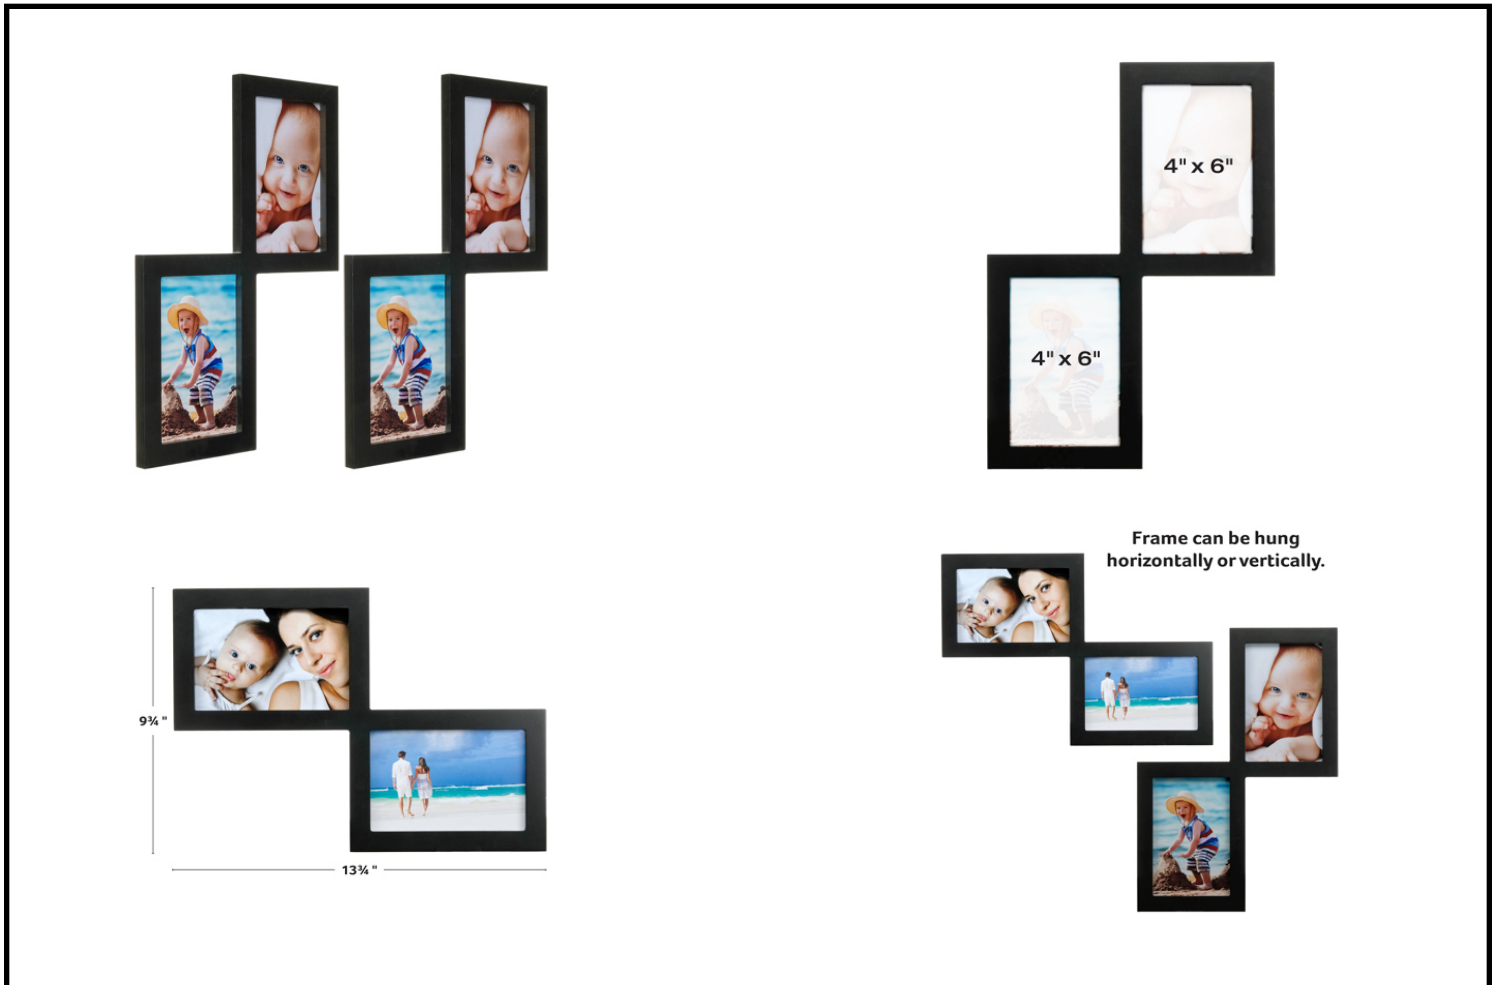 4" x 6"
4" x 6"
Frame can be hung
horizontally or vertically.
9¾ "
13¾ "